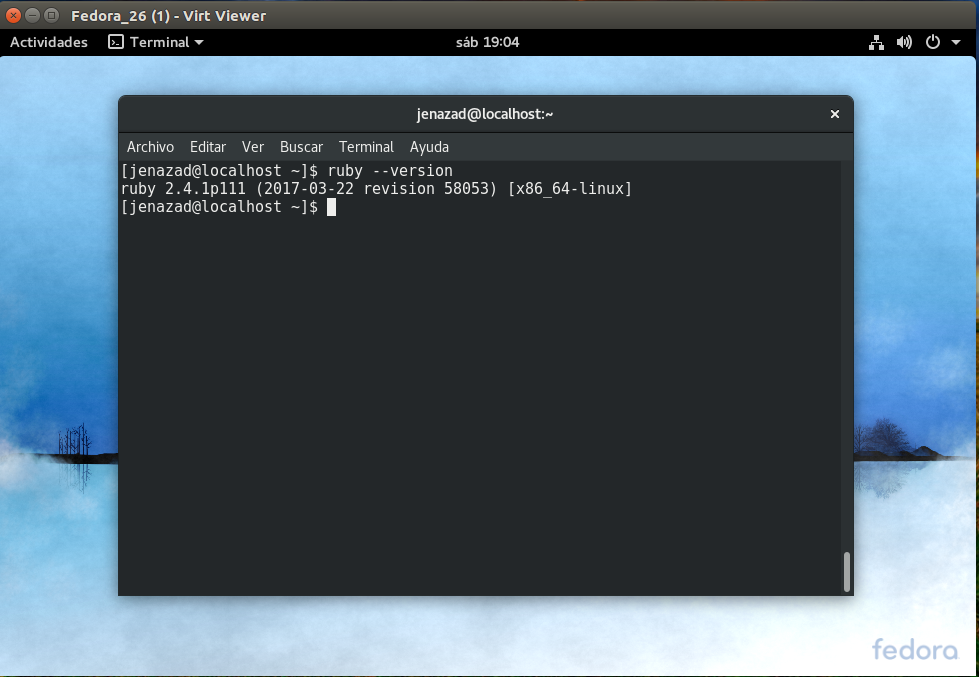 Fedora_26 (1) - Virt Viewer
Actividades Terminal sáb 19:04
jenazad@localhost:~
Archivo Editar Ver Buscar Terminal Ayuda
[jenazad@localhost ~]$ ruby --version
ruby 2.4.1p111 (2017-03-22 revision 58053) [x86_64-linux]
[jenazad@localhost ~]$
fedora